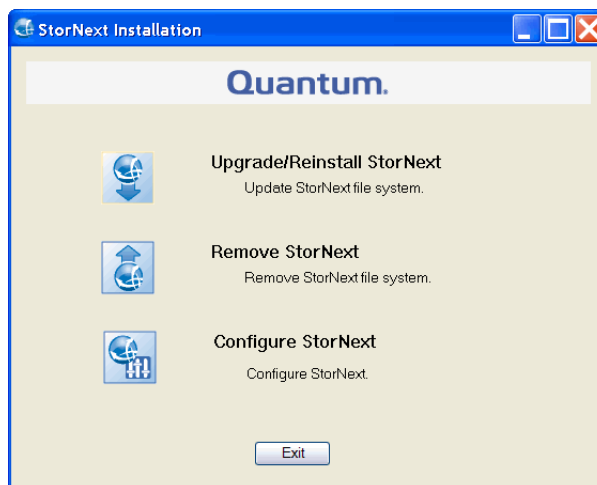 StorNext Installation
Quantum.
Upgrade/Reinstall StorNext
Update StorNext file system.
Remove StorNext
Remove StorNext file system.
Configure StorNext
Configure StorNext.
Exit